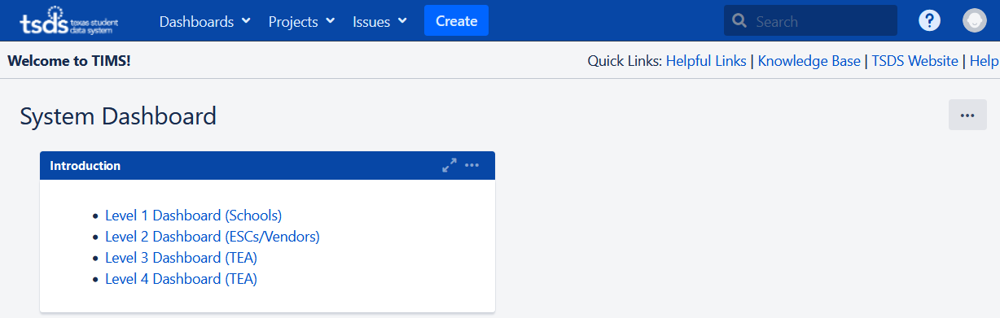 tsds texas student data system Dashboards Projects Issues Create Search ?
Welcome to TIMS! Quick Links: Helpful Links | Knowledge Base | TSDS Website | Help
System Dashboard
Introduction
• Level 1 Dashboard (Schools)
• Level 2 Dashboard (ESCs/Vendors)
• Level 3 Dashboard (TEA)
• Level 4 Dashboard (TEA)